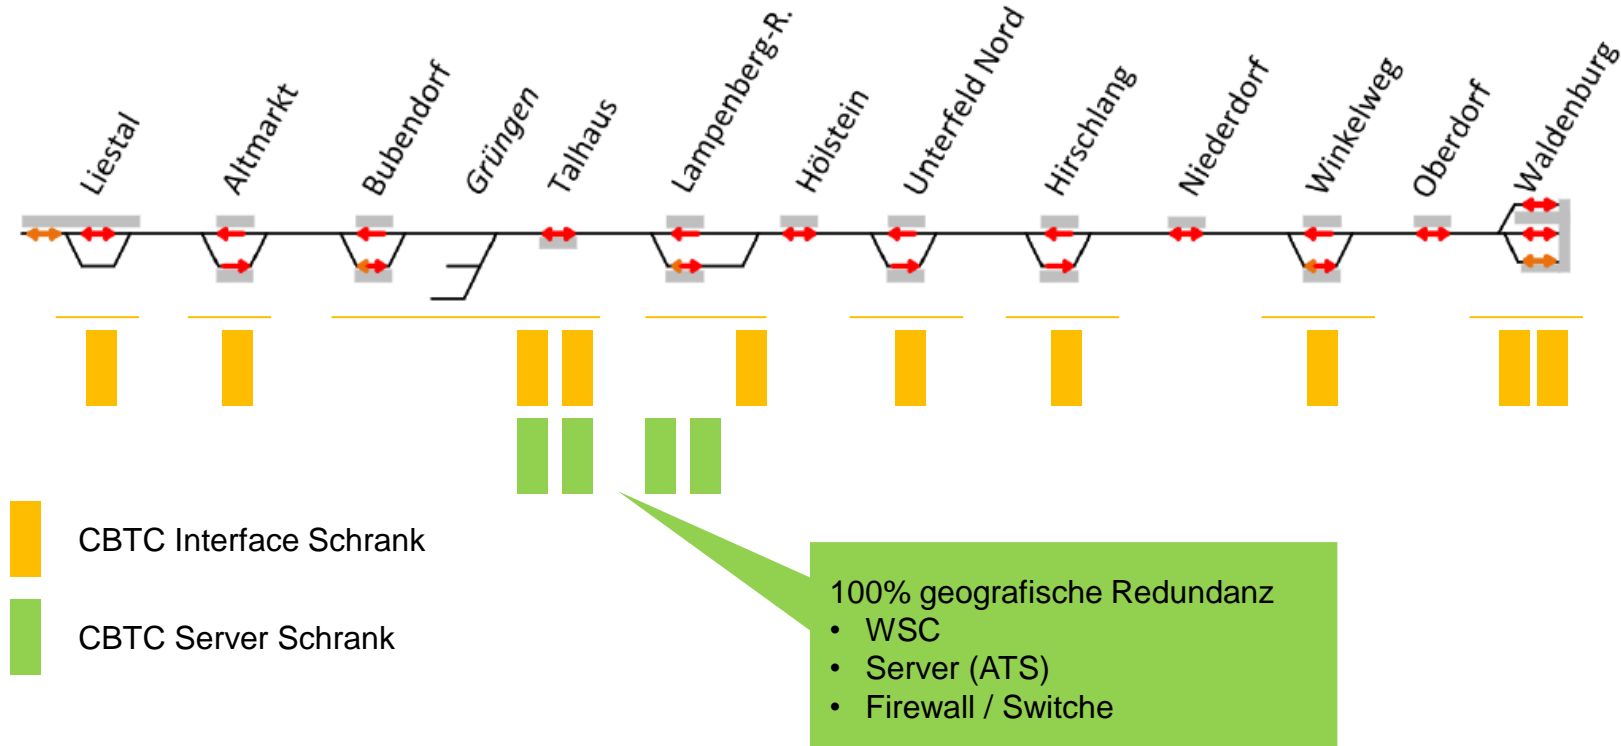 Liestal
Altmarkt
Bubendorf
Grüngen
Talhaus
Lampenberg-R.
Hölstein
Unterfeld Nord
Hirschlang
Niederdorf
Winkelweg
Oberdorf
Waldenburg
CBTC Interface Schrank
CBTC Server Schrank
100% geografische Redundanz
• WSC
• Server (ATS)
• Firewall / Switche